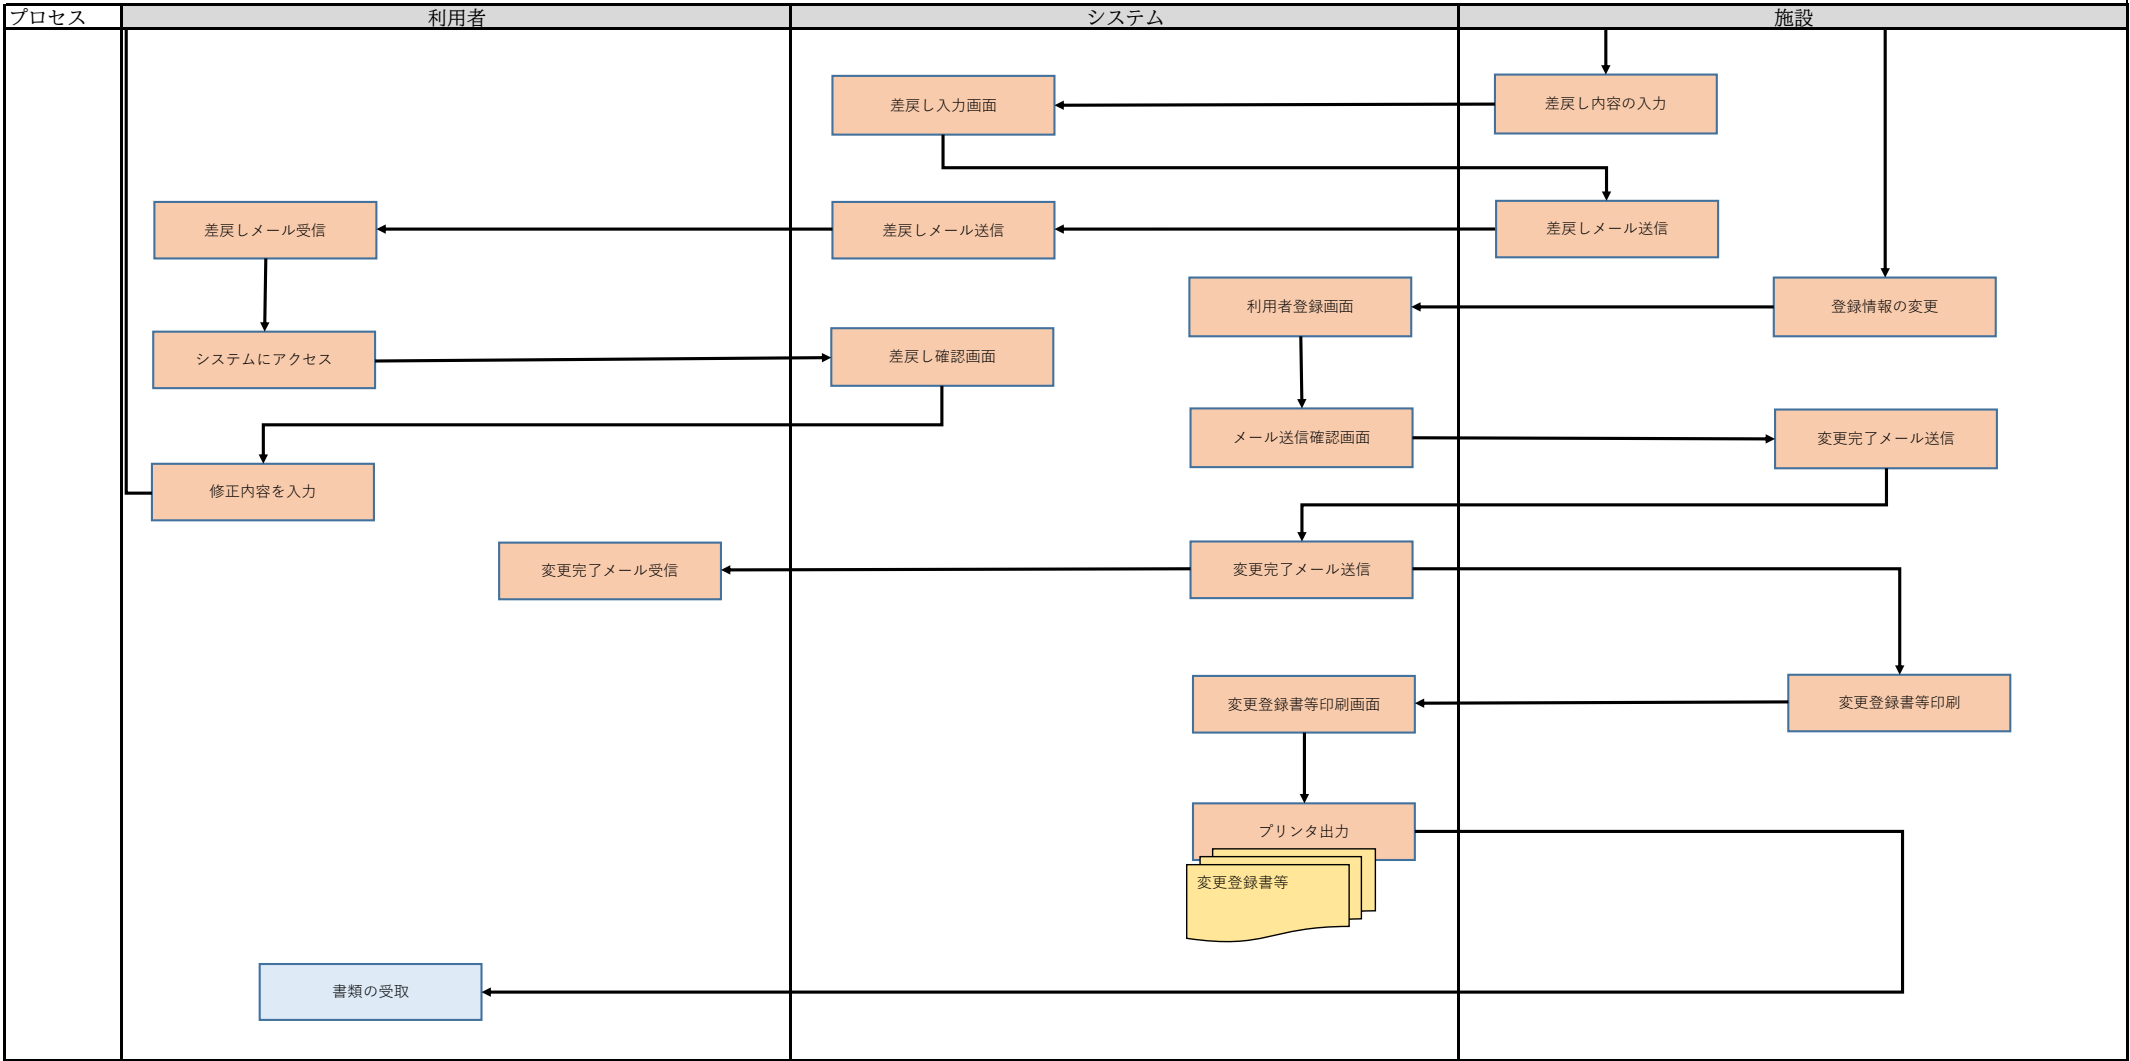 プロセス
利用者
システム
施設
差戻し入力画面
差戻し内容の入力
差戻しメール受信
差戻しメール送信
差戻しメール送信
利用者登録画面
登録情報の変更
システムにアクセス
差戻し確認画面
メール送信確認画面
変更完了メール送信
修正内容を入力
変更完了メール受信
変更完了メール送信
変更登録書等印刷画面
変更登録書等印刷
プリンタ出力
変更登録書等
書類の受取